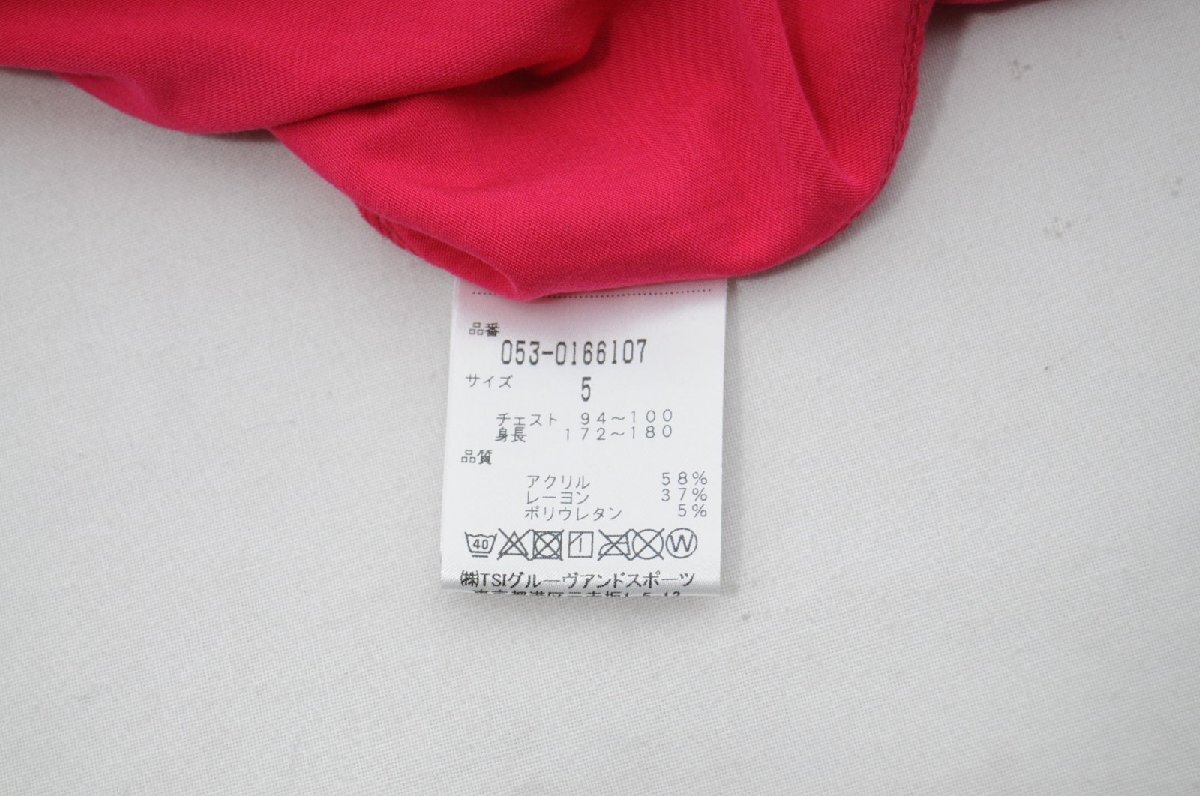 品番
053-0166107
サイズ 5
チェスト 94～100
身長 172～180
品質
アクリル 58%
レーヨン 37%
ポリウレタン 5%
40 W
㈱TSIグルーヴアンドスポーツ